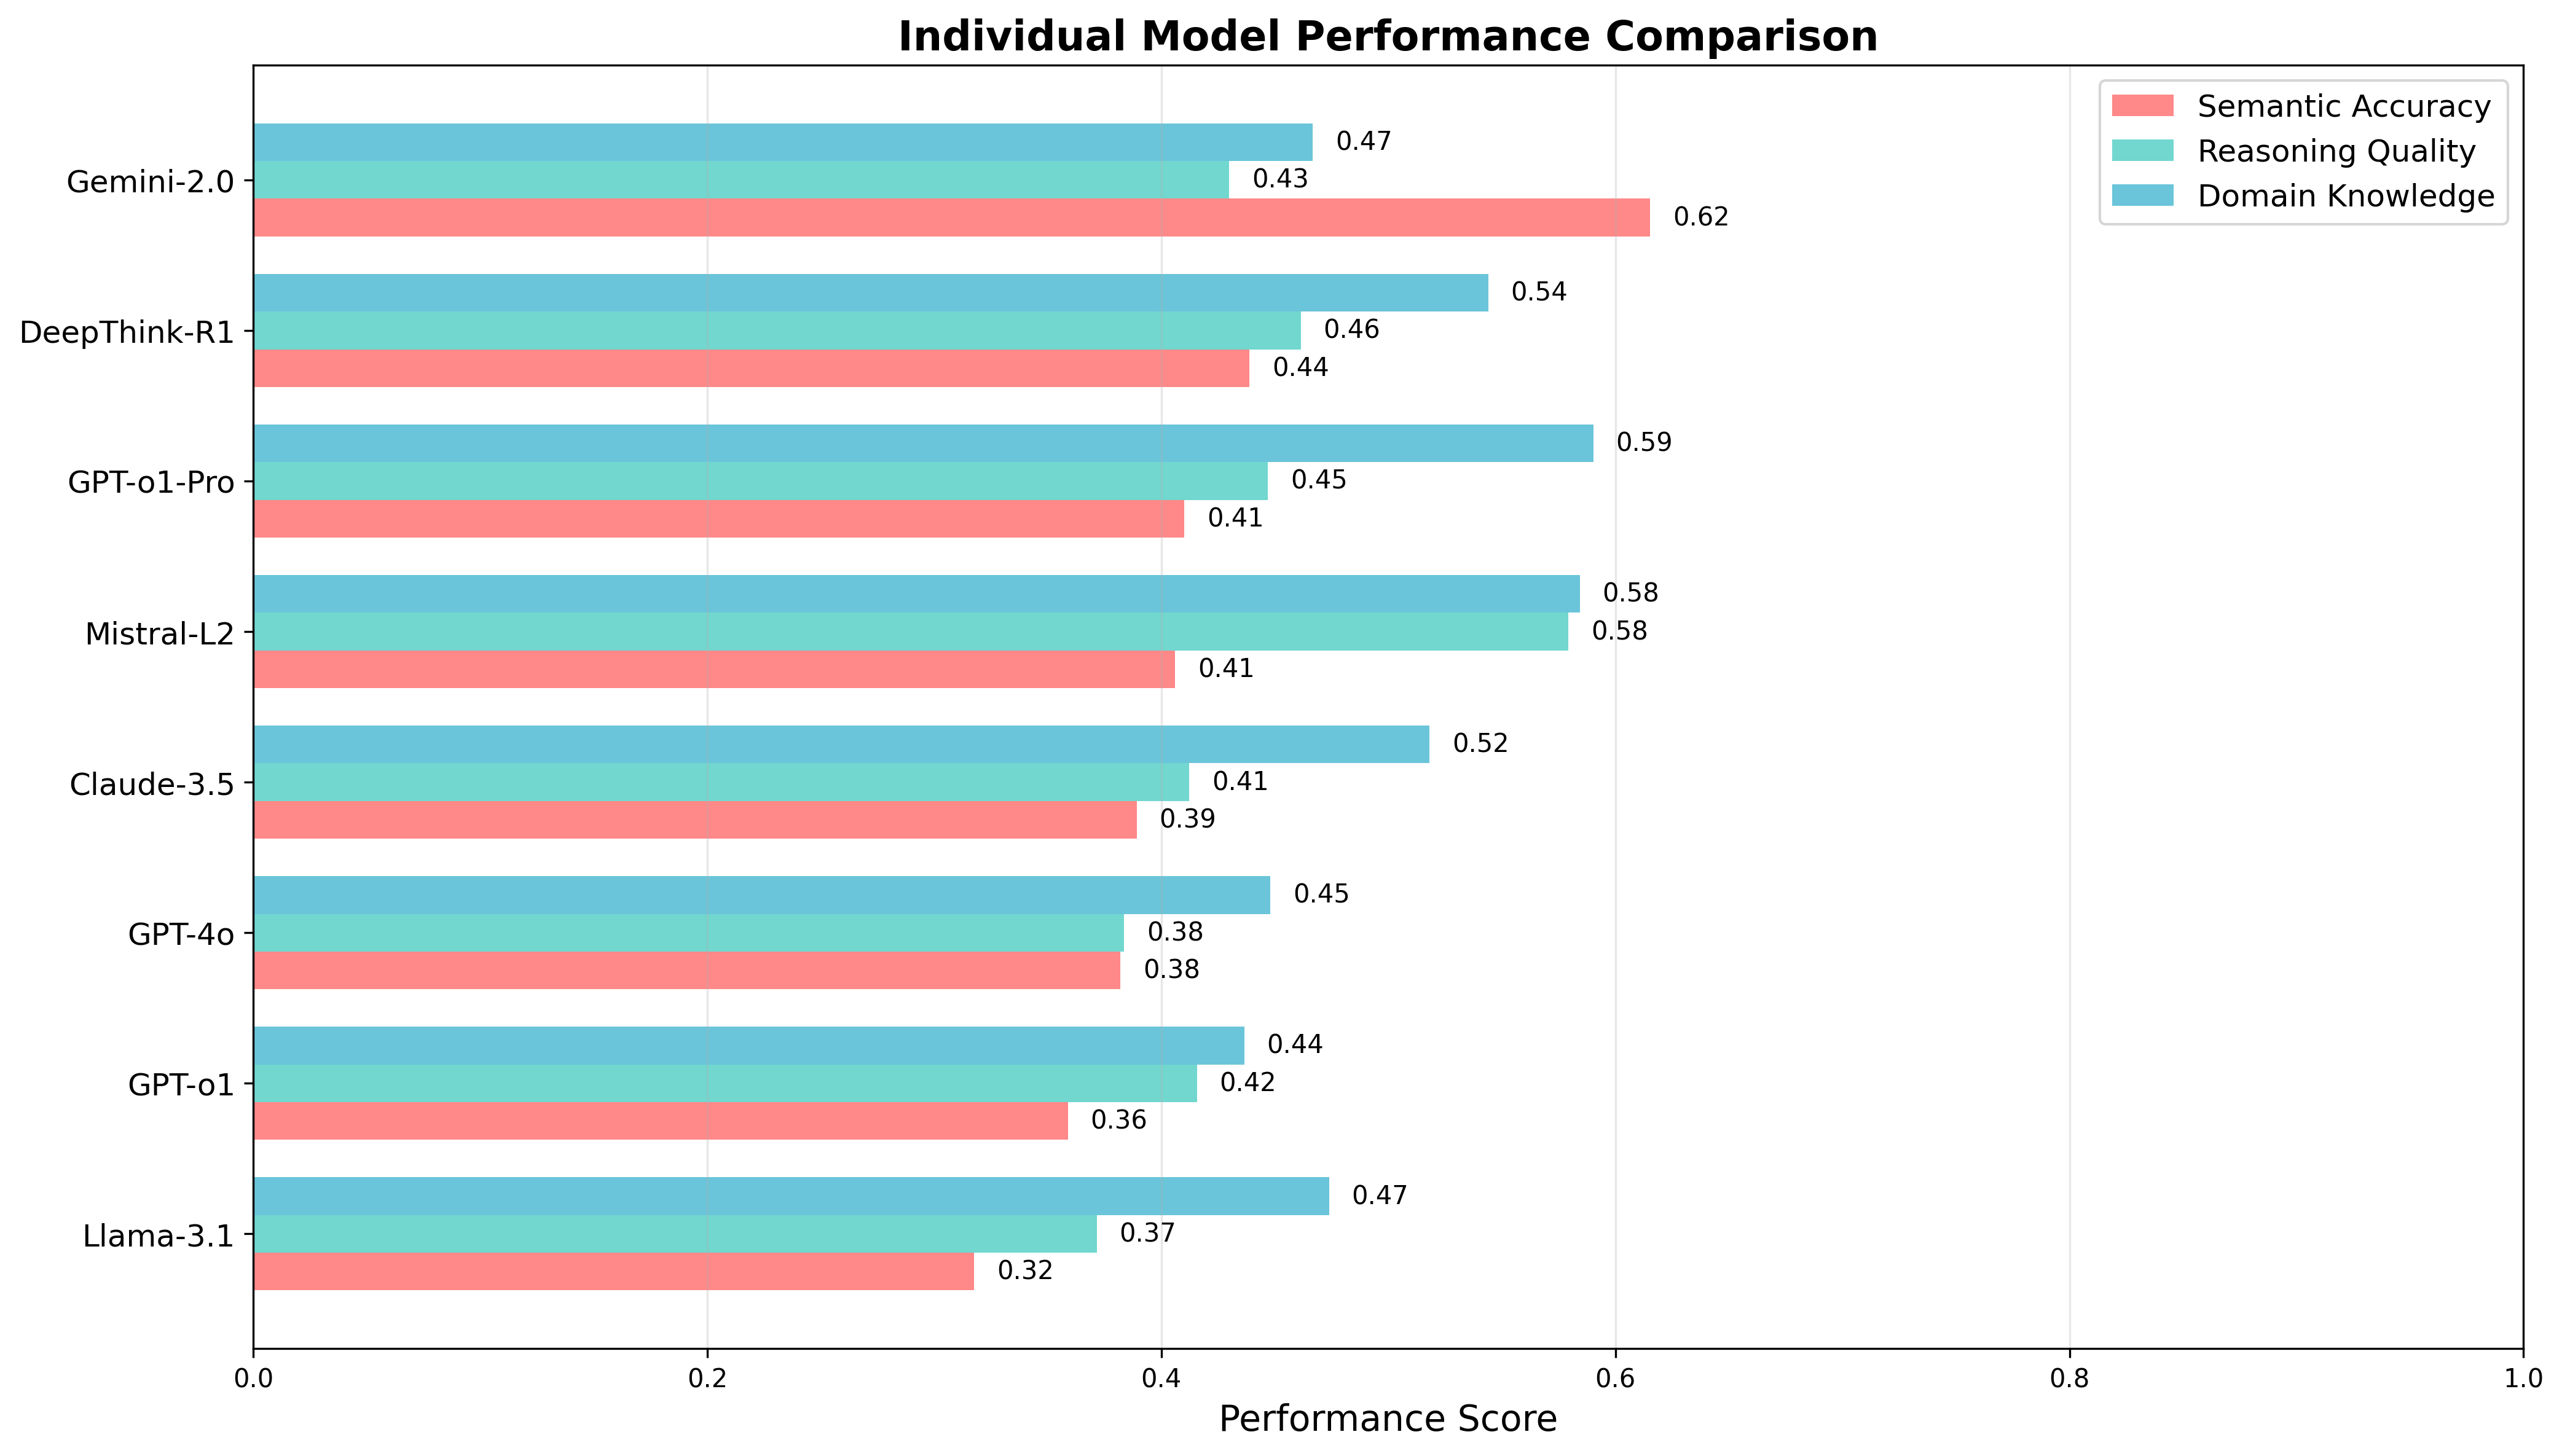 Individual Model Performance Comparison
Semantic Accuracy
Reasoning Quality
Domain Knowledge
Gemini-2.0
0.47
0.43
0.62
DeepThink-R1
0.54
0.46
0.44
GPT-o1-Pro
0.59
0.45
0.41
Mistral-L2
0.58
0.58
0.41
Claude-3.5
0.52
0.41
0.39
GPT-4o
0.45
0.38
0.38
GPT-o1
0.44
0.42
0.36
Llama-3.1
0.47
0.37
0.32
0.0 0.2 0.4 0.6 0.8 1.0
Performance Score